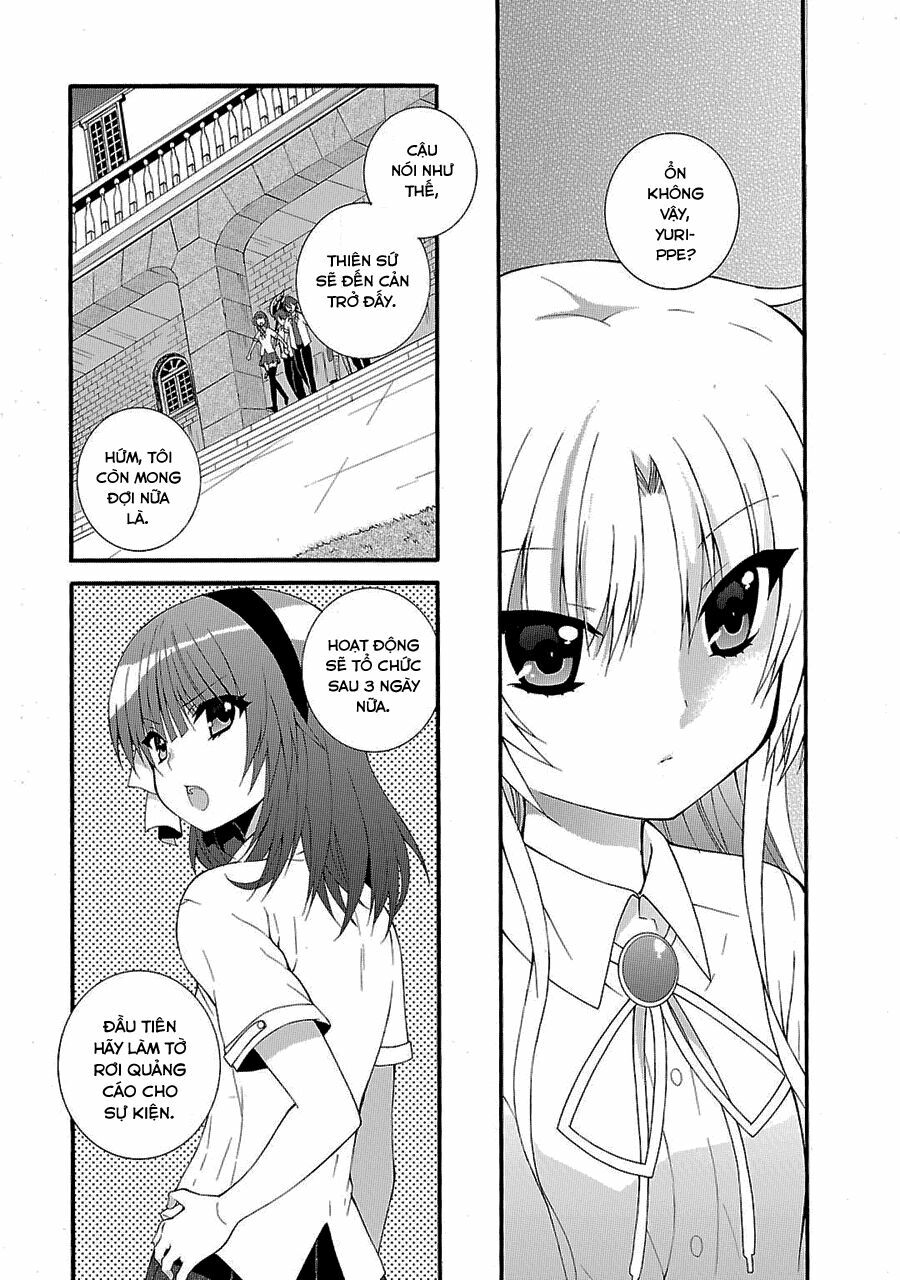 ỔN
KHÔNG
VẬY,
YURI-
PPE?
CẬU
NÓI NHƯ
THẾ,
THIÊN SỨ
SẼ ĐẾN CẢN
TRỞ ĐẤY.
HỨM, TÔI
CÒN MONG
ĐỢI NỮA
LÀ.
HOẠT ĐỘNG
SẼ TỔ CHỨC
SAU 3 NGÀY
NỮA.
ĐẦU TIÊN
HÃY LÀM TỜ
RƠI QUẢNG
CÁO CHO
SỰ KIỆN.